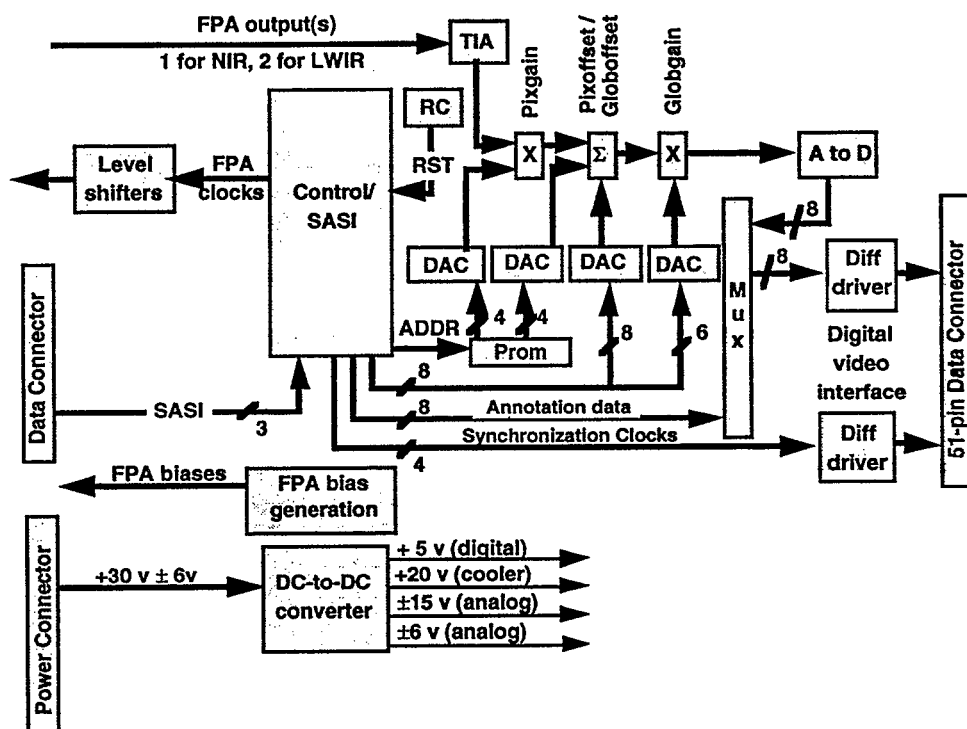 FPA output(s)
1 for NIR, 2 for LWIR
TIA
Pixgain
Pixoffset /
Globoffset
Globgain
RC
RST
X
Σ
X
A to D
Level
shifters
FPA
clocks
Control/
SASI
8
DAC
DAC
DAC
DAC
Mux
8
Diff
driver
ADDR
4
4
Prom
8
6
8
Digital
video
interface
Data Connector
SASI
3
8
Annotation data
Synchronization Clocks
4
Diff
driver
51-pin Data Connector
FPA biases
FPA bias
generation
Power Connector
+30 v ± 6v
DC-to-DC
converter
+ 5 v (digital)
+20 v (cooler)
±15 v (analog)
±6 v (analog)